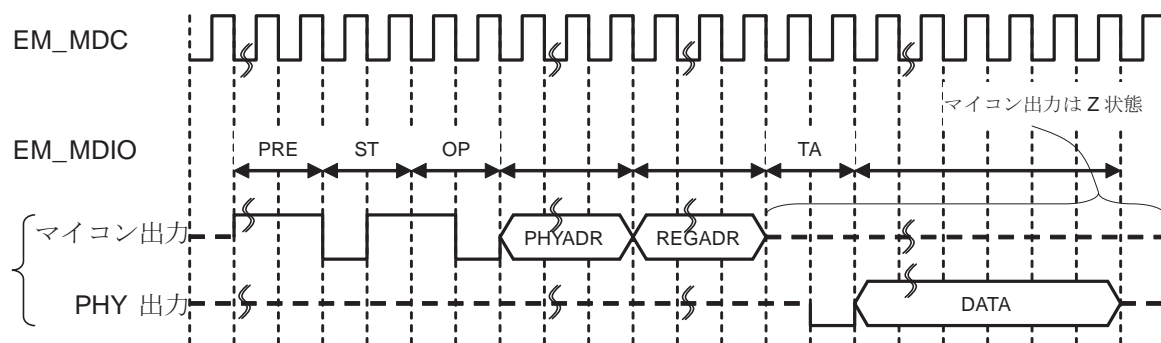 EM_MDC
マイコン出力は Z 状態
EM_MDIO
PRE ST OP TA
マイコン出力
PHYADR REGADR
PHY 出力
DATA